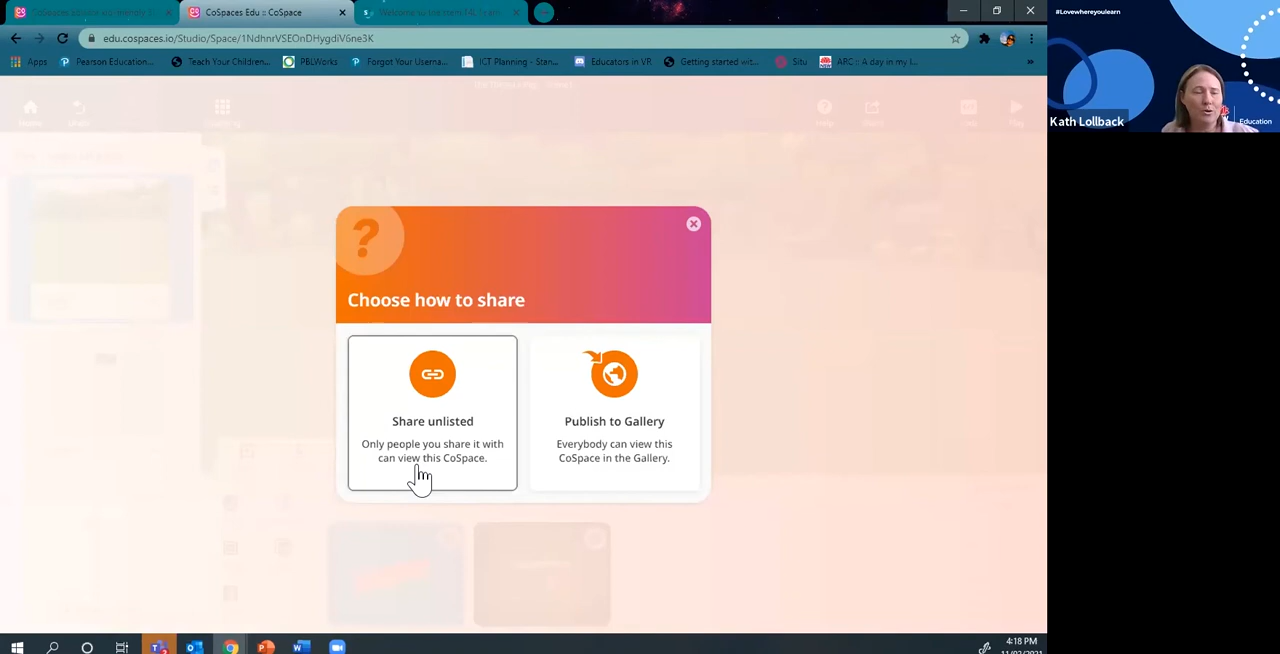 CoSpaces Edu :: CoSpace
edu.cospaces.io/Studio/Space/1NdhnrVSEOnDHygdiV6ne3K
Apps
Pearson Education...
Teach Your Children...
PBLWorks
Forgot Your Userna...
ICT Planning - Stan...
Educators in VR
Getting started wit...
Situ
ARC :: A day in my l...
»
#Lovewhereyoulearn
Kath Lollback
Education
?
Choose how to share
Share unlisted
Only people you share it with
can view this CoSpace.
Publish to Gallery
Everybody can view this
CoSpace in the Gallery.
4:18 PM